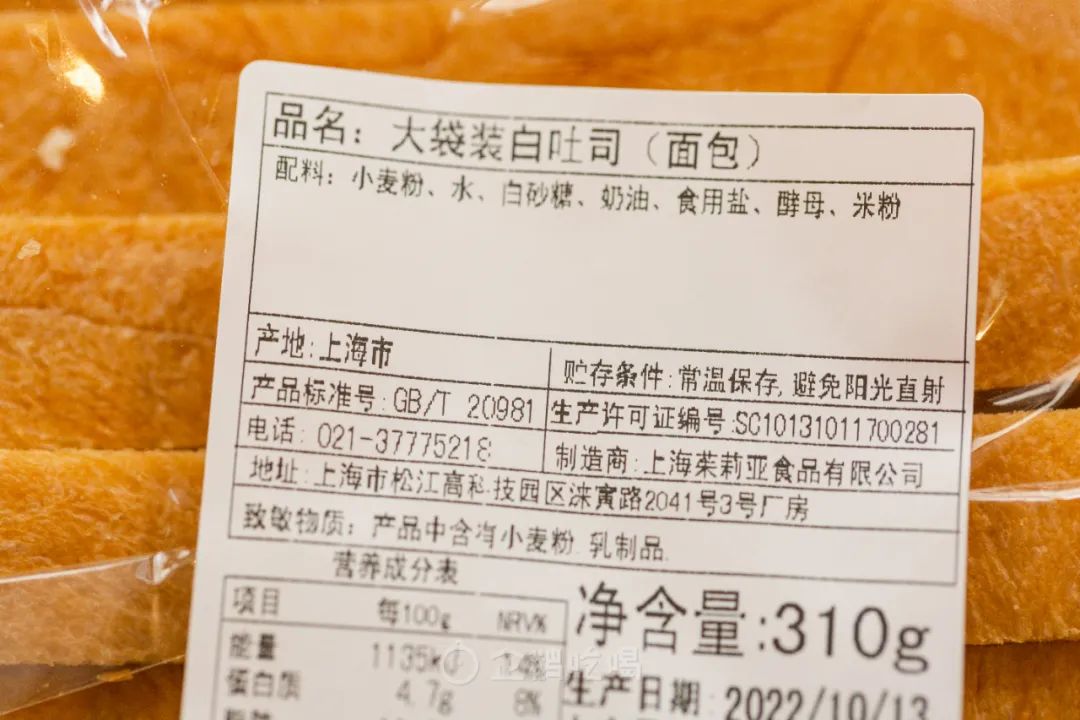 品名：大袋装白吐司（面包）
配料：小麦粉、水、白砂糖、奶油、食用盐、酵母、米粉
产地:上海市
贮存条件:常温保存,避免阳光直射
产品标准号:GB/T 20981
生产许可证编号:SC10131011700281
电话: 021-37775218
制造商:上海茱莉亚食品有限公司
地址:上海市松江高科技园区涞寅路2041号3号厂房
致敏物质: 产品中含有小麦粉 乳制品.
营养成分表
项目 每100g NRV%
能量 1135kJ 14%
蛋白质 4.7g 8%
净含量:310g
生产日期:2022/10/13
企鹅吃喝